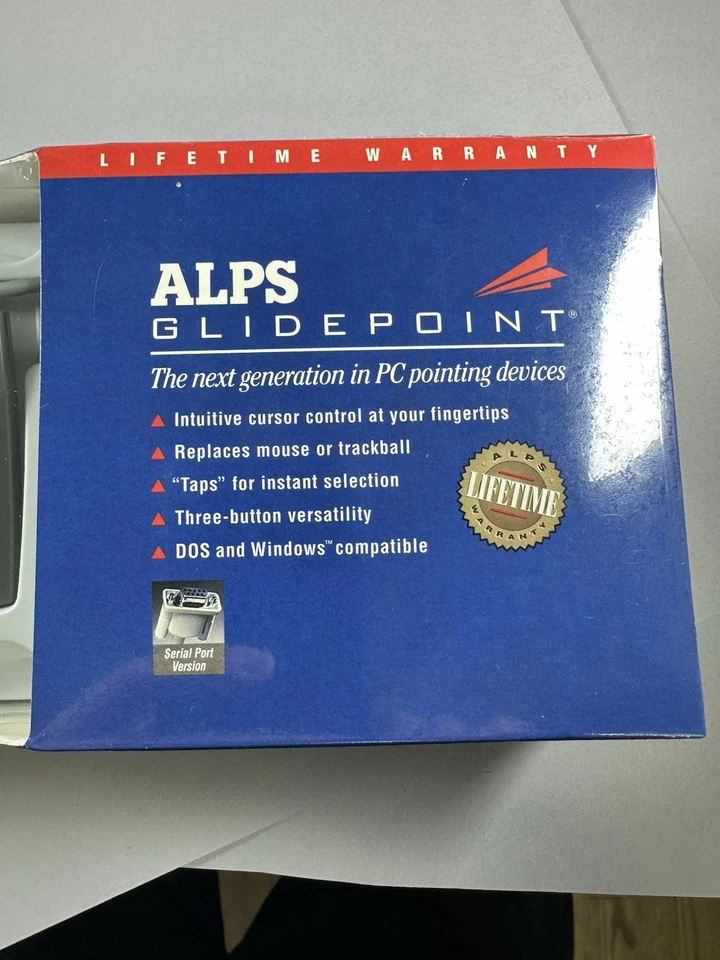 LIFETIME WARRANTY
ALPS
GLIDEPOINT®
The next generation in PC pointing devices
▲ Intuitive cursor control at your fingertips
▲ Replaces mouse or trackball
▲ “Taps” for instant selection
▲ Three-button versatility
▲ DOS and Windows™ compatible
ALPS
LIFETIME
WARRANTY
Serial Port
Version